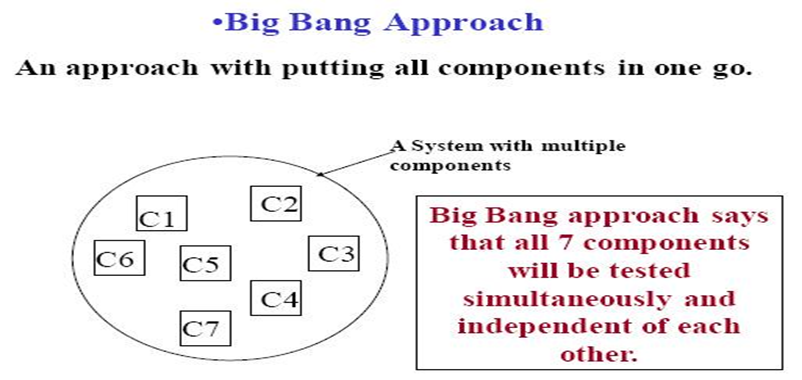 •Big Bang Approach
An approach with putting all components in one go.
A System with multiple
components
C1
C2
C6
C5
C3
C4
C7
Big Bang approach says
that all 7 components
will be tested
simultaneously and
independent of each
other.